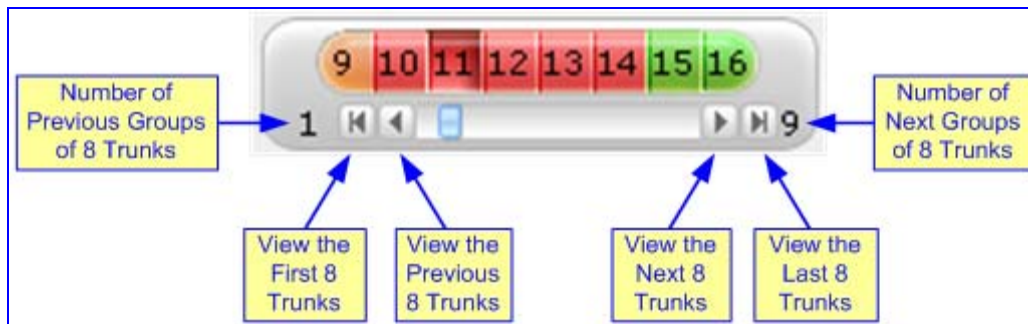 9 10 11 12 13 14 15 16
Number of
Previous Groups
of 8 Trunks
1
9
Number of
Next Groups
of 8 Trunks
View the
First 8
Trunks
View the
Previous
8 Trunks
View the
Next 8
Trunks
View the
Last 8
Trunks